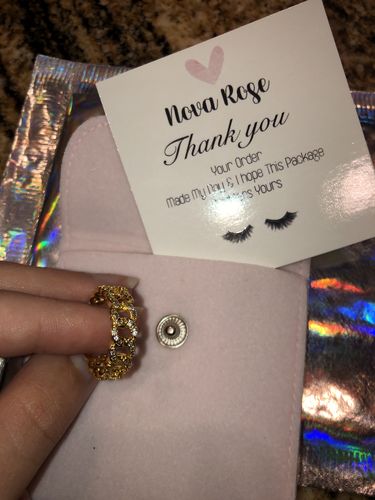 Nova Rose
Thank you
Your Order
Made My Day & I hope This Package
Yours